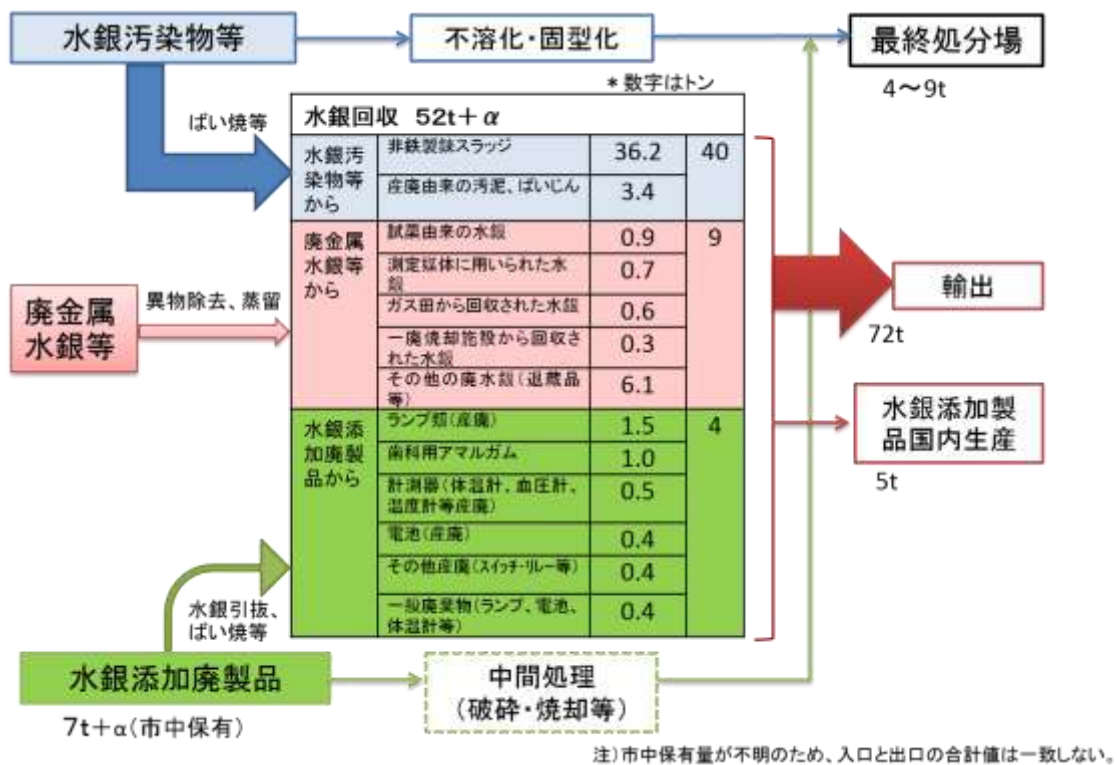 水銀汚染物等
不溶化・固型化
最終処分場
4～9t
＊数字はトン
ばい焼等
水銀回収 52t+α
水銀汚
染物等
から
非鉄製錬スラッジ
36.2
40
産廃由来の汚泥、ばいじん
3.4
廃金属
水銀等
から
試薬由来の水銀
0.9
9
測定媒体に用いられた水
銀
0.7
ガス田から回収された水銀
0.6
一廃焼却施設から回収さ
れた水銀
0.3
その他の廃水銀(退蔵品
等)
6.1
水銀添
加廃製
品から
ランプ類(産廃)
1.5
4
歯科用アマルガム
1.0
計測器(体温計、血圧計、
温度計等産廃)
0.5
電池(産廃)
0.4
その他産廃(スイッチ・リレー等)
0.4
一般廃棄物(ランプ、電池、
体温計等)
0.4
廃金属
水銀等
異物除去、蒸留
輸出
72t
水銀添加製
品国内生産
5t
水銀引抜、
ばい焼等
水銀添加廃製品
7t+α(市中保有)
中間処理
(破砕・焼却等)
注)市中保有量が不明のため、入口と出口の合計値は一致しない。